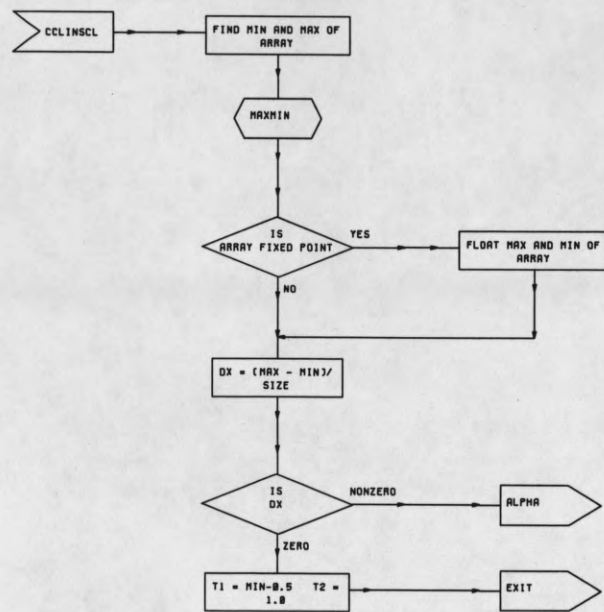 CCLINSCL
FIND MIN AND MAX OF
ARRAY
MAXMIN
IS
ARRAY FIXED POINT
YES
FLOAT MAX AND MIN OF
ARRAY
NO
DX = (MAX - MIN)/
SIZE
IS
DX
NONZERO
ALPHA
ZERO
T1 = MIN-0.5 T2 =
1.0
EXIT